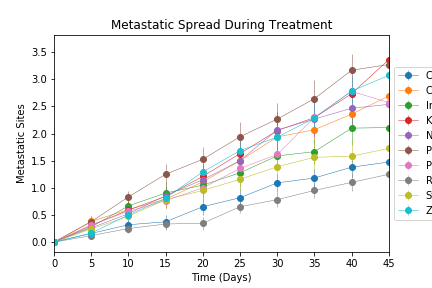 Metastatic Spread During Treatment
3.5
3.0
2.5
2.0
1.5
1.0
0.5
0.0
Metastatic Sites
0 5 10 15 20 25 30 35 40 45
Time (Days)
C
C
In
K
N
P
P
R
S
Z